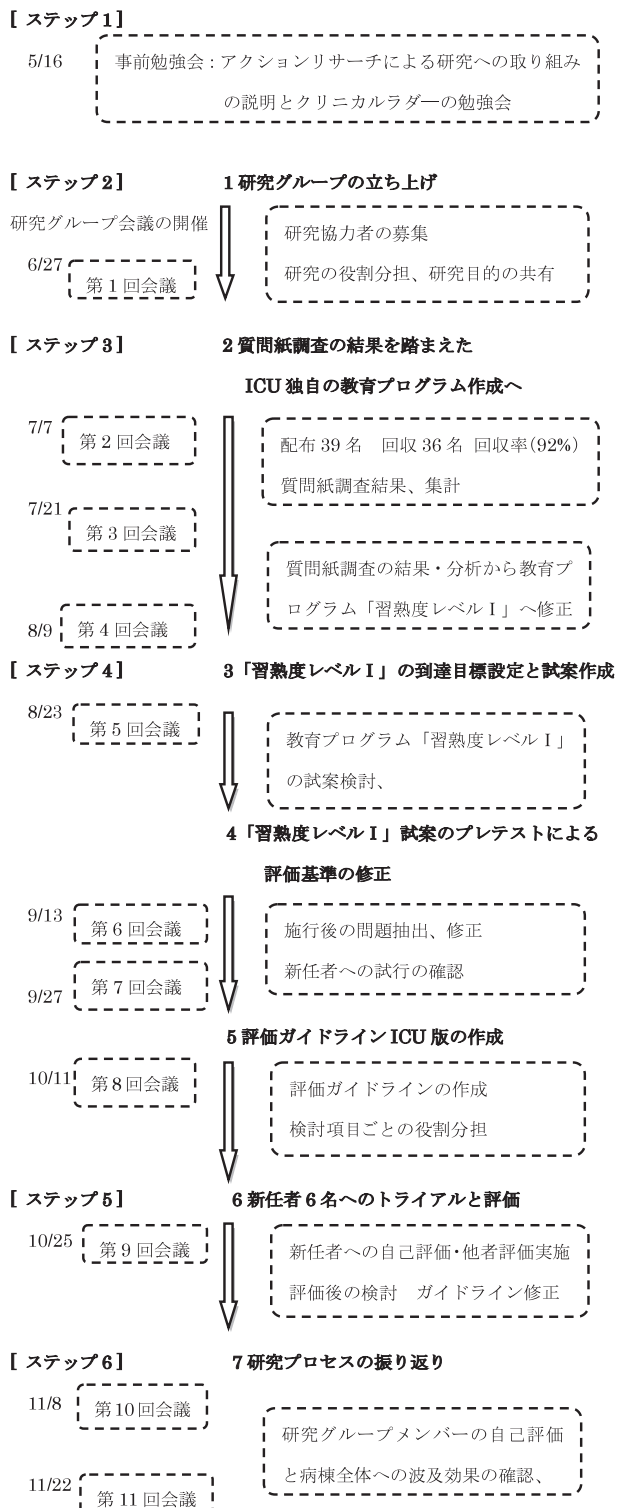 [ ステップ1]
5/16
事前勉強会：アクションリサーチによる研究への取り組み
の説明とクリニカルラダーの勉強会
[ ステップ2]
1 研究グループの立ち上げ
研究グループ会議の開催
6/27
第1回会議
研究協力者の募集
研究の役割分担、研究目的の共有
[ ステップ3]
2 質問紙調査の結果を踏まえた
ICU 独自の教育プログラム作成へ
7/7
第2回会議
配布 39 名　回収 36 名 回収率(92%)
質問紙調査結果、集計
7/21
第3回会議
質問紙調査の結果・分析から教育プ
ログラム「習熟度レベルⅠ」へ修正
8/9
第4回会議
[ ステップ4]
3「習熟度レベルⅠ」の到達目標設定と試案作成
8/23
第5回会議
教育プログラム「習熟度レベルⅠ」
の試案検討、
4「習熟度レベルⅠ」試案のプレテストによる
評価基準の修正
9/13
第6回会議
施行後の問題抽出、修正
新任者への試行の確認
9/27
第7回会議
5 評価ガイドライン ICU 版の作成
10/11
第8回会議
評価ガイドラインの作成
検討項目ごとの役割分担
[ ステップ5]
6 新任者6名へのトライアルと評価
10/25
第9回会議
新任者への自己評価・他者評価実施
評価後の検討　ガイドライン修正
[ ステップ6]
7 研究プロセスの振り返り
11/8
第10回会議
研究グループメンバーの自己評価
と病棟全体への波及効果の確認、
11/22
第11回会議